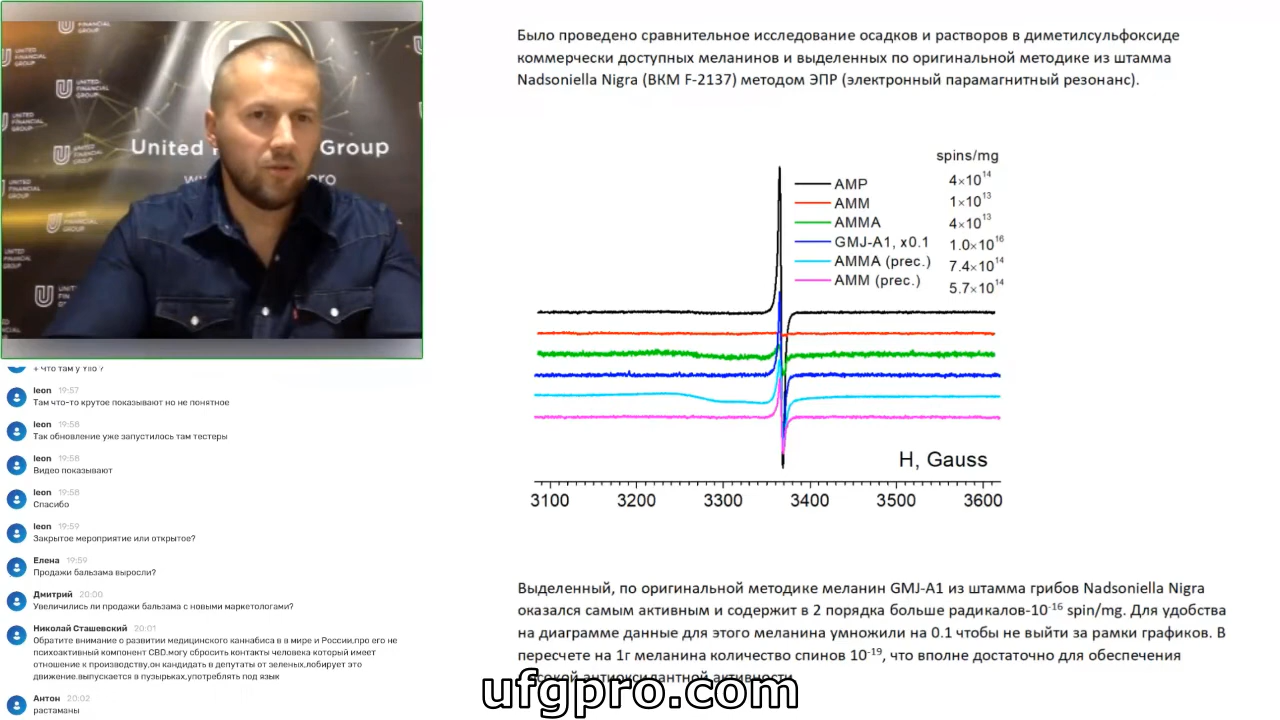 UNITED
FINANCIAL
GROUP
United F Group
ww pro
+ Что там у Yiio ?
leon 19:57
Там что-то крутое показывают но не понятное
leon 19:58
Так обновление уже запустилось там тестеры
leon 19:58
Видео показывают
leon 19:58
Спасибо
leon 19:59
Закрытое мероприятие или открытое?
Елена 19:59
Продажи бальзама выросли?
Дмитрий 20:00
Увеличились ли продажи бальзама с новыми маркетологами?
Николай Сташевский 20:01
Обратите внимание о развитии медицинского каннабиса в в мире и России,про его не
психоактивный компонент CBD.могу сбросить контакты человека который имеет
отношение к производству,он кандидать в депутаты от зеленых,лобирует это
движение.выпускается в пузырьках,употреблять под язык
Антон 20:02
растаманы
Было проведено сравнительное исследование осадков и растворов в диметилсульфоксиде
коммерчески доступных меланинов и выделенных по оригинальной методике из штамма
Nadsoniella Nigra (ВКМ F-2137) методом ЭПР (электронный парамагнитный резонанс).
spins/mg
AMP 4×10¹⁴
AMM 1×10¹³
AMMA 4×10¹³
GMJ-A1, x0.1 1.0×10¹⁶
AMMA (prec.) 7.4×10¹⁴
AMM (prec.) 5.7×10¹⁴
H, Gauss
3100 3200 3300 3400 3500 3600
Выделенный, по оригинальной методике меланин GMJ-A1 из штамма грибов Nadsoniella Nigra
оказался самым активным и содержит в 2 порядка больше радикалов-10⁻¹⁶ spin/mg. Для удобства
на диаграмме данные для этого меланина умножили на 0.1 чтобы не выйти за рамки графиков. В
пересчете на 1г меланина количество спинов 10⁻¹⁹, что вполне достаточно для обеспечения
высокой антиоксидантной активности.
ufgpro.com